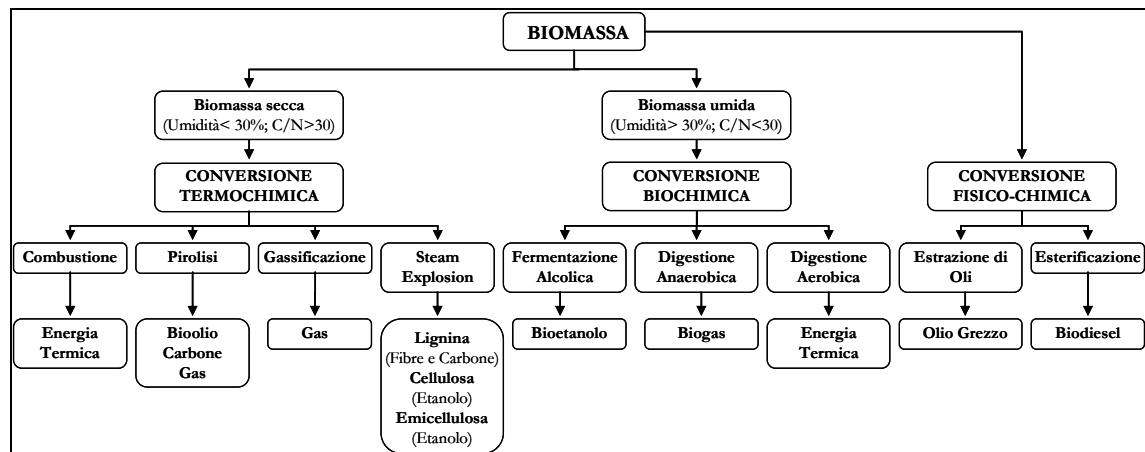 BIOMASSA
Biomassa secca
(Umidità< 30%; C/N>30)
Biomassa umida
(Umidità> 30%; C/N<30)
CONVERSIONE
TERMOCHIMICA
CONVERSIONE
BIOCHIMICA
CONVERSIONE
FISICO-CHIMICA
Combustione
Pirolisi
Gassificazione
Steam
Explosion
Fermentazione
Alcolica
Digestione
Anaerobica
Digestione
Aerobica
Estrazione di
Oli
Esterificazione
Energia
Termica
Bioolio
Carbone
Gas
Gas
Lignina
(Fibre e Carbone)
Cellulosa
(Etanolo)
Emicellulosa
(Etanolo)
Bioetanolo
Biogas
Energia
Termica
Olio Grezzo
Biodiesel